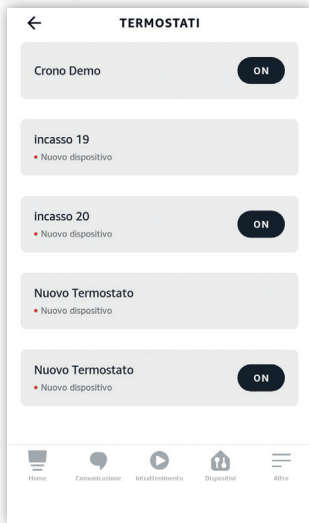 TERMOSTATI
Crono Demo
ON
incasso 19
Nuovo dispositivo
incasso 20
Nuovo dispositivo
ON
Nuovo Termostato
Nuovo dispositivo
Nuovo Termostato
Nuovo dispositivo
ON
Home Comunicazione Intrattenimento Dispositivi Altro